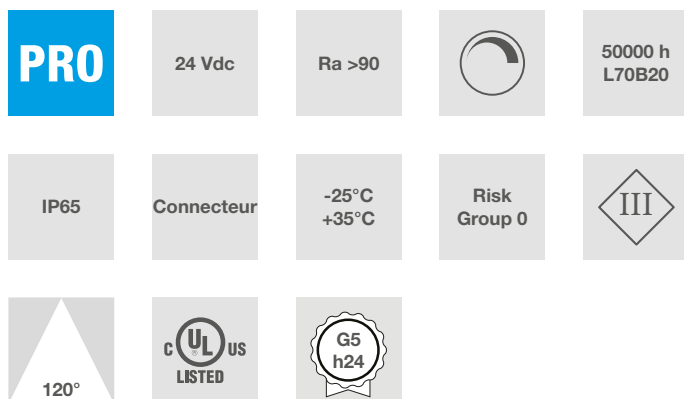 PRO
24 Vdc
Ra >90
50000 h
L70B20
IP65
Connecteur
-25°C
+35°C
Risk
Group 0
III
120°
C UL US
®
LISTED
G5
h24